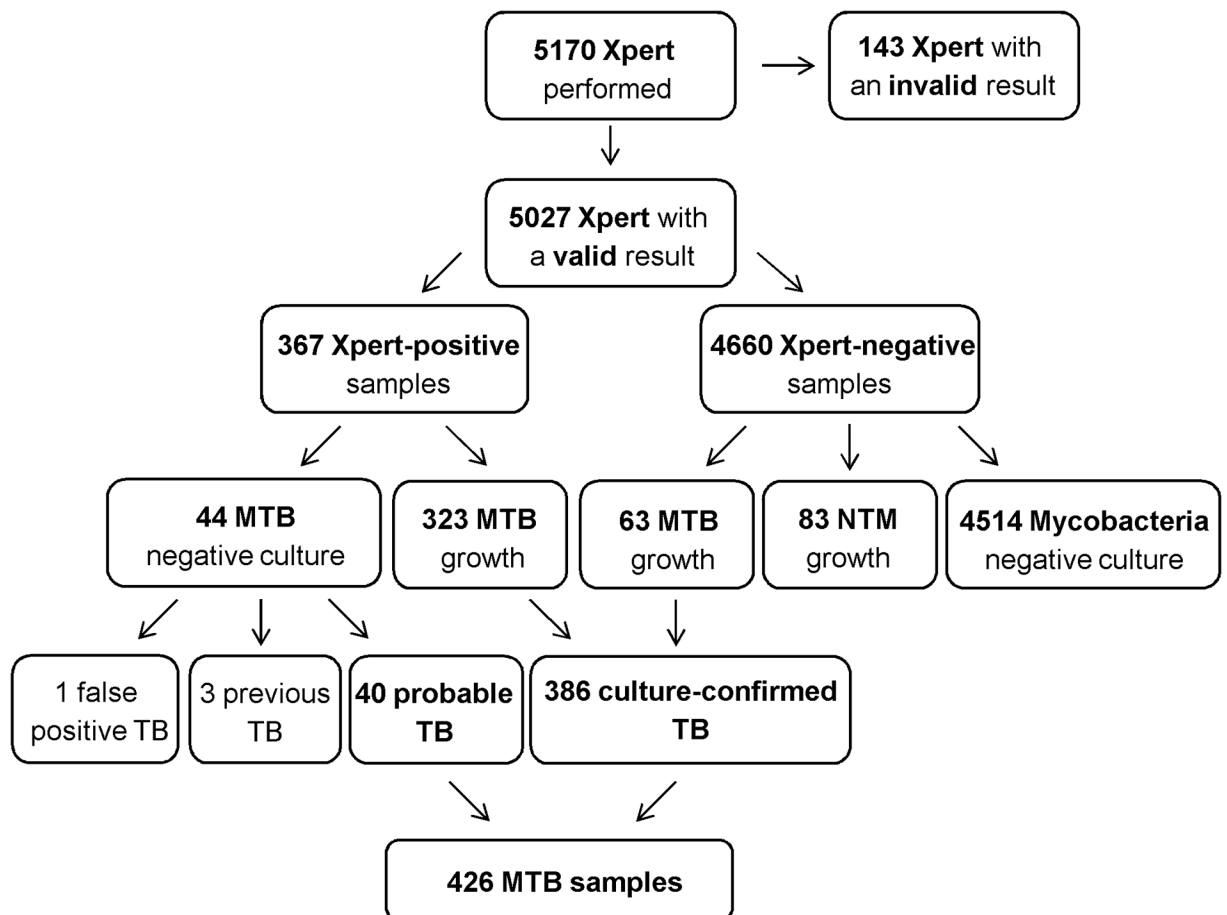 5170 Xpert
performed
143 Xpert with
an invalid result
5027 Xpert with
a valid result
367 Xpert-positive
samples
4660 Xpert-negative
samples
44 MTB
negative culture
323 MTB
growth
63 MTB
growth
83 NTM
growth
4514 Mycobacteria
negative culture
1 false
positive TB
3 previous
TB
40 probable
TB
386 culture-confirmed
TB
426 MTB samples